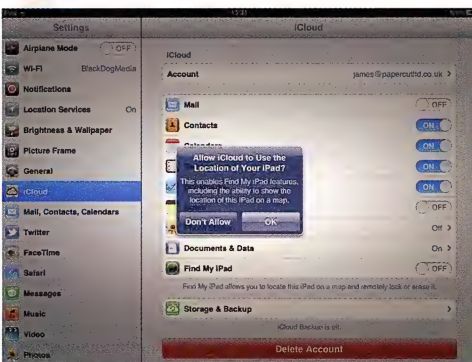 iPad
15:31
Settings
iCloud
Airplane Mode OFF
Wi-Fi BlackDogMedia
Notifications
Location Services On
Brightness & Wallpaper
Picture Frame
General
iCloud
Mail, Contacts, Calendars
Twitter
FaceTime
Safari
Messages
Music
Video
Photos
iCloud
Account james@papercutltd.co.uk
Mail OFF
Contacts ON
Calendars ON
ON
ON
OFF
Off
Allow iCloud to Use the
Location of Your iPad?
This enables Find My iPad features,
including the ability to show the
location of this iPad on a map.
Don't Allow OK
Documents & Data On
Find My iPad OFF
Find My iPad allows you to locate this iPad on a map and remotely lock or erase it.
Storage & Backup
iCloud Backup is off.
Delete Account